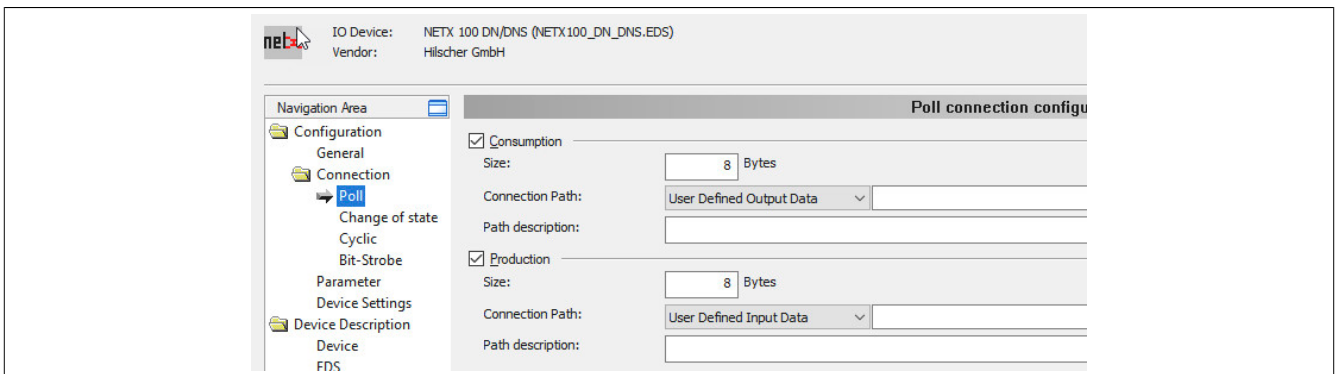 netx
IO Device: NETX 100 DN/DNS (NETX100_DN_DNS.EDS)
Vendor: Hilscher GmbH
Navigation Area
Configuration
General
Connection
Poll
Change of state
Cyclic
Bit-Strobe
Parameter
Device Settings
Device Description
Device
EDS
Poll connection configu
Consumption
Size: 8 Bytes
Connection Path: User Defined Output Data
Path description:
Production
Size: 8 Bytes
Connection Path: User Defined Input Data
Path description: